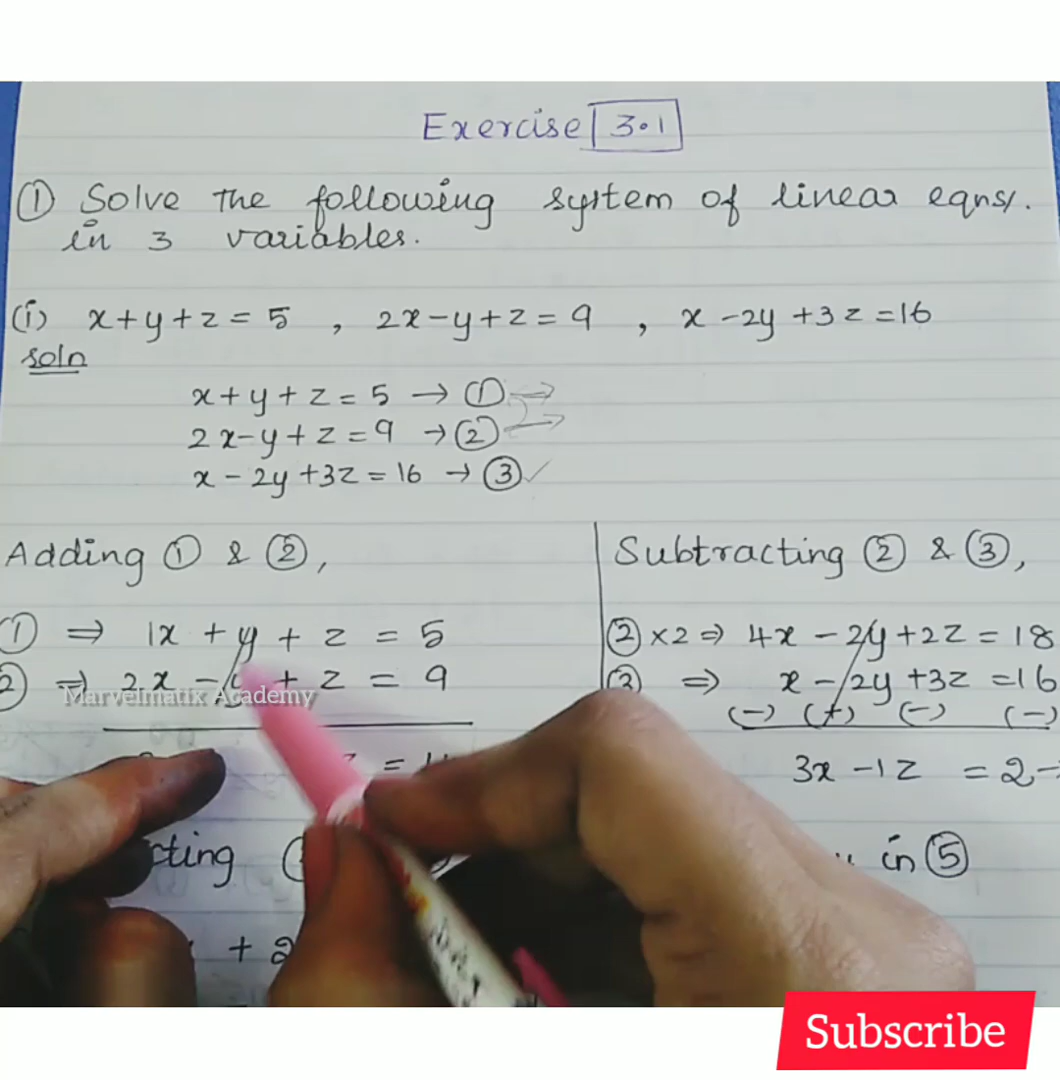 Exercise 3.1
① Solve the following system of linear eqns.
in 3 variables.
(i) x+y+z=5 , 2x-y+z=9 , x-2y+3z=16
soln
x+y+z=5 → ①
2x-y+z=9 → ②
x-2y+3z=16 → ③
Adding ① & ②,
① ⇒ 1x + y + z = 5
② ⇒ 2x - y + z = 9
Marvelmatix Academy
Subtracting ② & ③,
② ×2 ⇒ 4x - 2y + 2z = 18
③ ⇒ x - 2y + 3z = 16
(-) (+) (-) (-)
3x - 1z = 2
in ⑤
+ 2
Subscribe